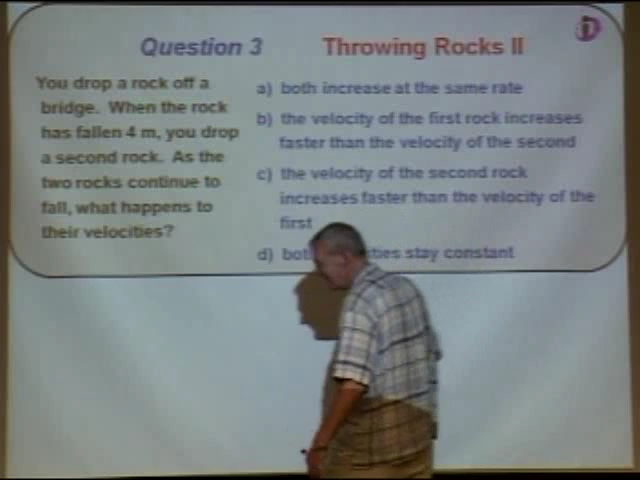 Question 3
Throwing Rocks II
You drop a rock off a
bridge. When the rock
has fallen 4 m, you drop
a second rock. As the
two rocks continue to
fall, what happens to
their velocities?
a) both increase at the same rate
b) the velocity of the first rock increases
faster than the velocity of the second
c) the velocity of the second rock
increases faster than the velocity of the
first
d) stay constant